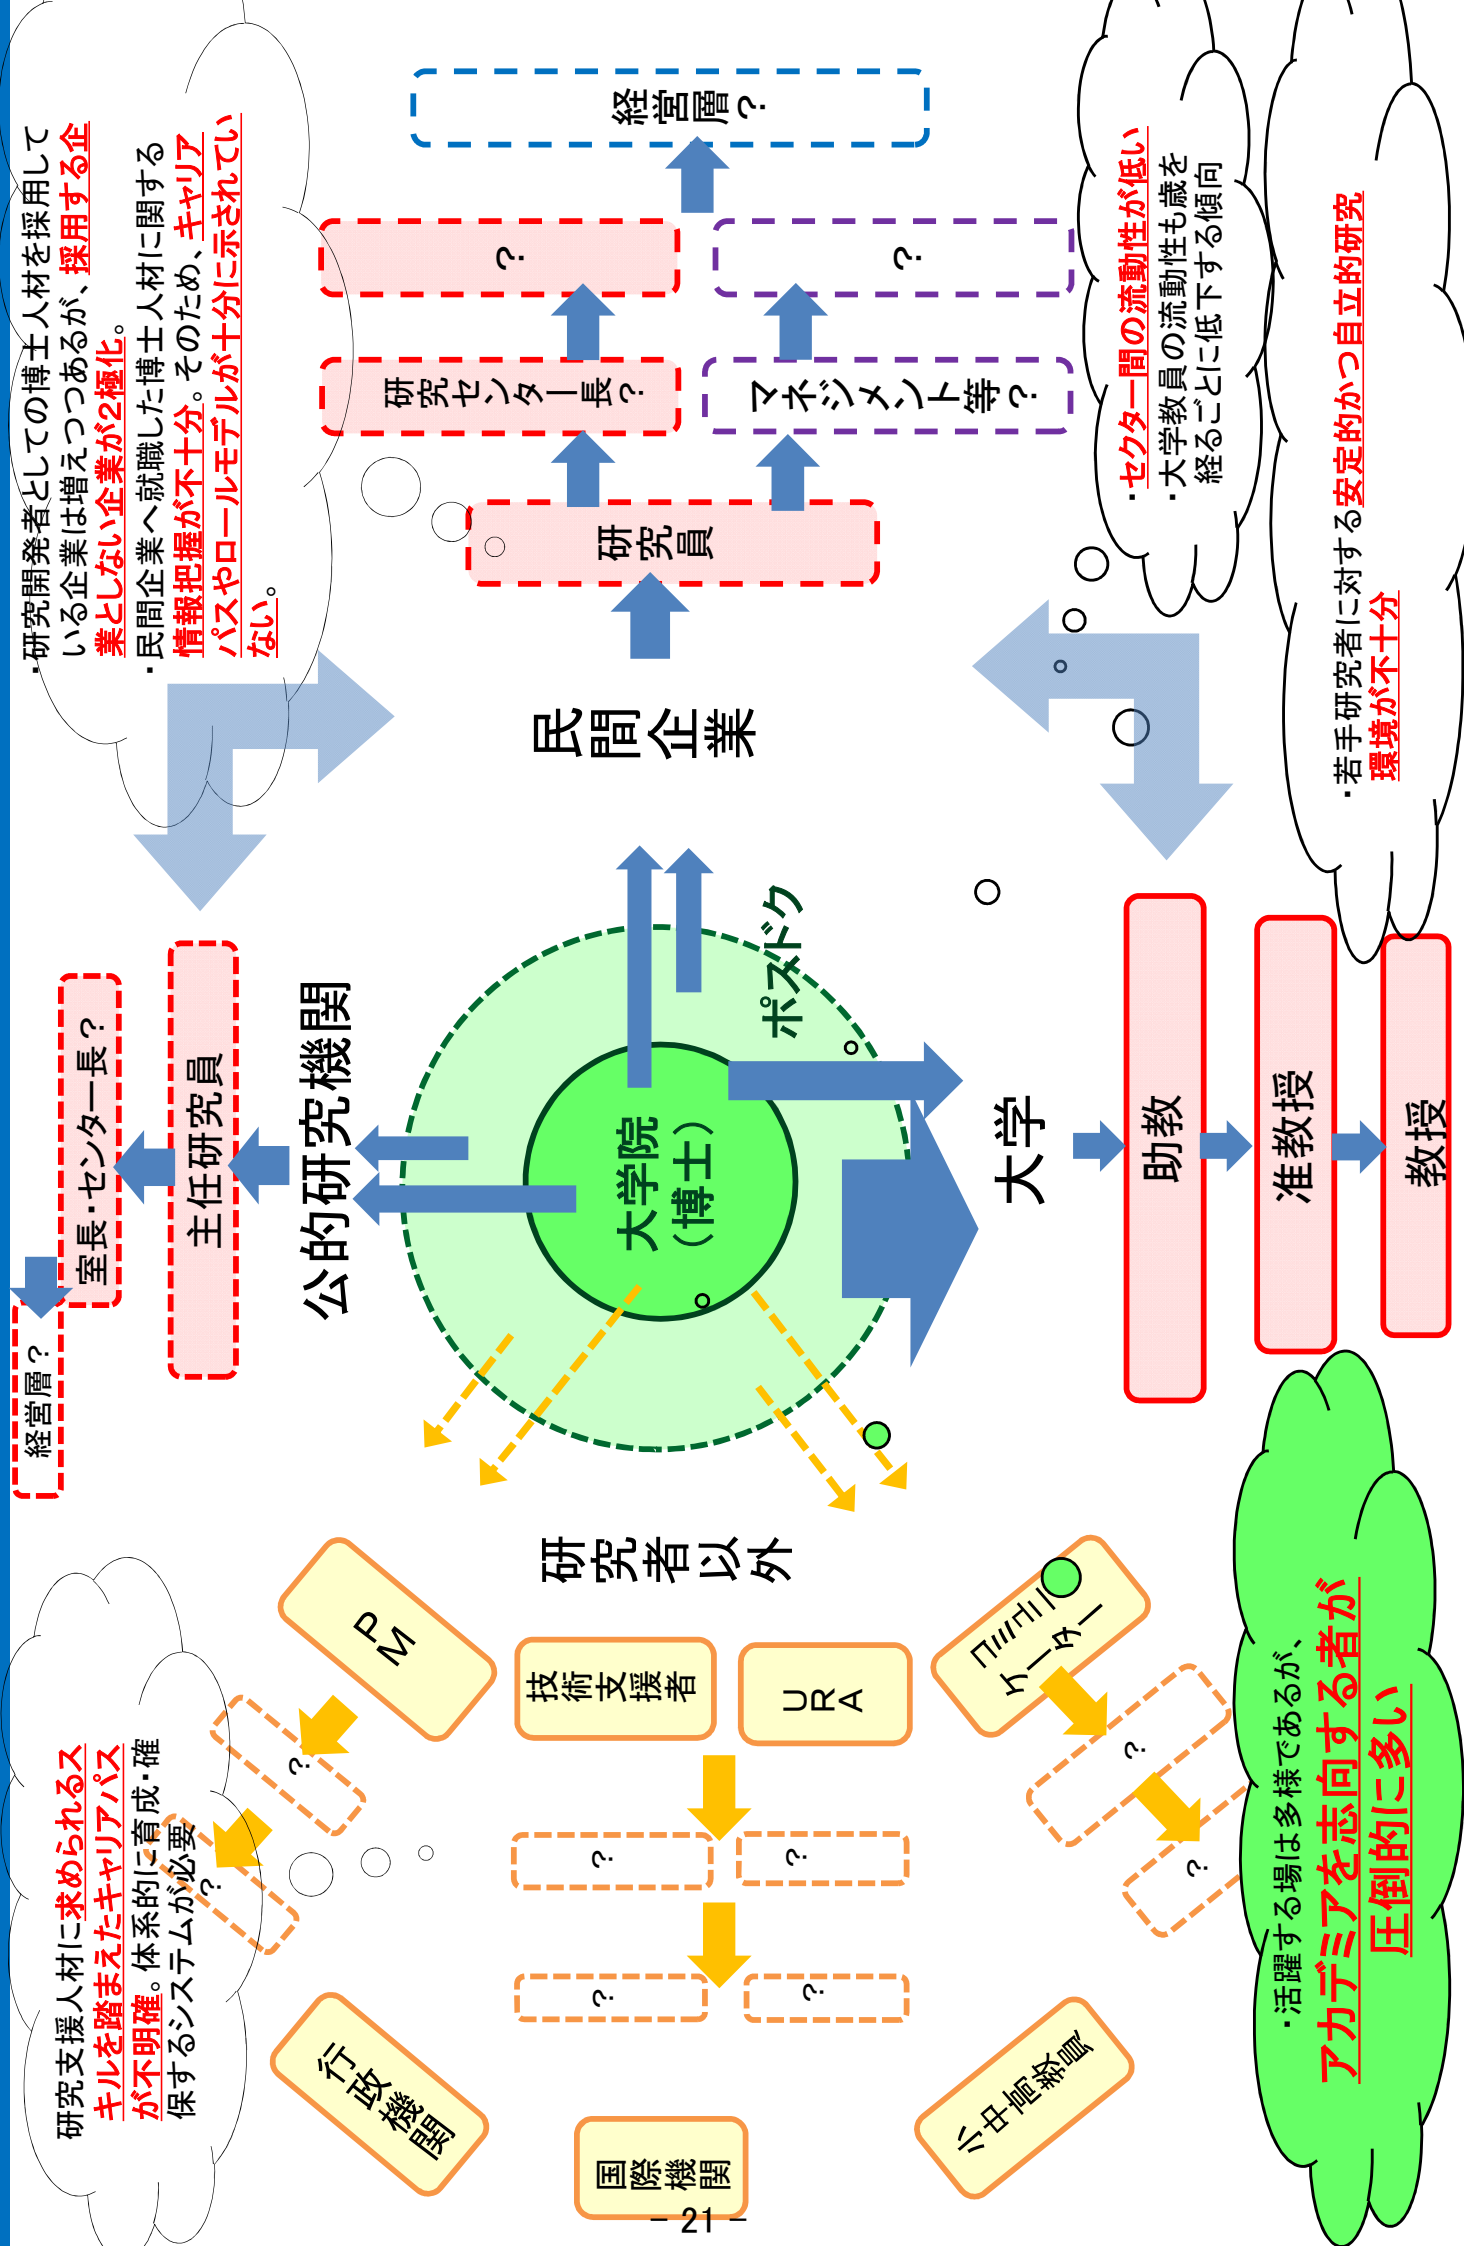 ・研究開発者としての博士人材を採用して
いる企業は増えつつあるが、採用する企
業としない企業が２極化。
・民間企業へ就職した博士人材に関する
情報把握が不十分。そのため、キャリア
パスやロールモデルが十分に示されてい
ない。
経営層？
？
？
研究センター長？
マネジメント等？
研究員
民間企業
・セクター間の流動性が低い
・大学教員の流動性も歳を
経るごとに低下する傾向
・若手研究者に対する安定的かつ自立的研究
環境が不十分
経営層？
室長・センター長？
主任研究員
公的研究機関
大学院
（博士）
ポスドク
大学
助教
准教授
教授
研究者以外
PM
技術支援者
URA
コミュニ
ケーター
？
？
？
？
？
？
？
？
行政機関
国際機関
小中高教員
研究支援人材に求められるス
キルを踏まえたキャリアパス
が不明確。体系的に育成・確
保するシステムが必要
・活躍する場は多様であるが、
アカデミアを志向する者が
圧倒的に多い
－ 21 －